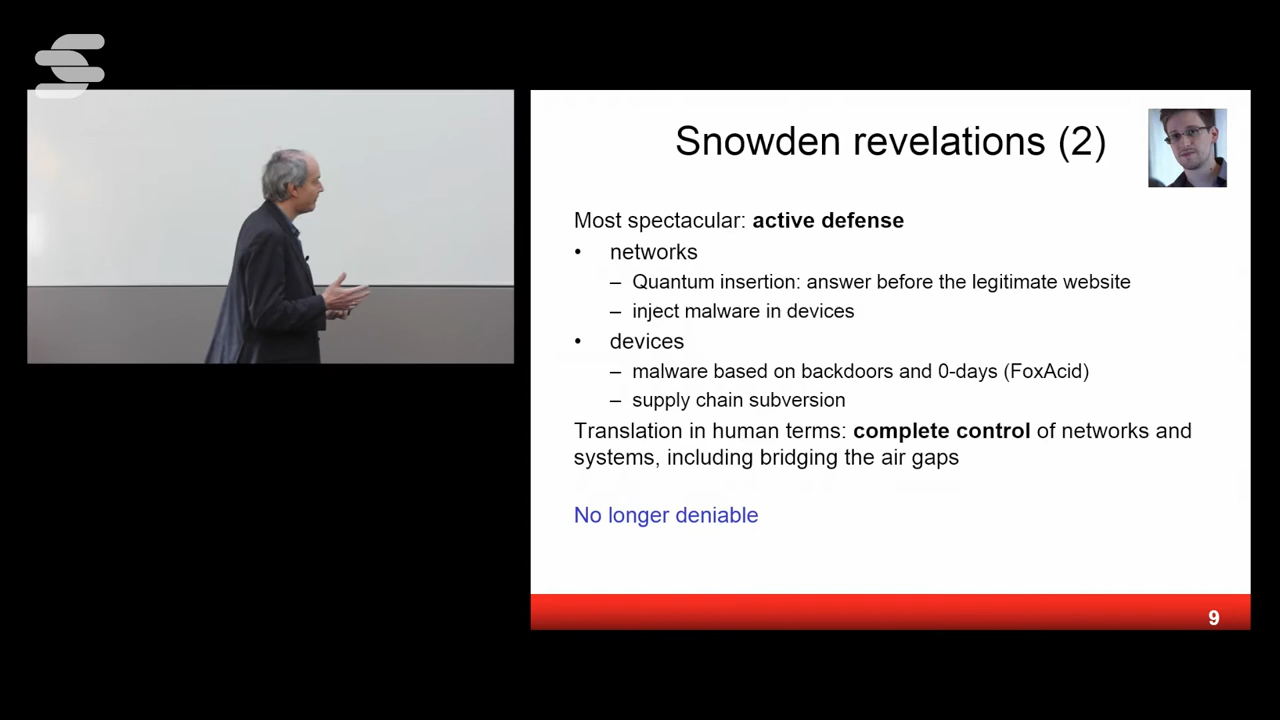 Snowden revelations (2)
Most spectacular: active defense
• networks
– Quantum insertion: answer before the legitimate website
– inject malware in devices
• devices
– malware based on backdoors and 0-days (FoxAcid)
– supply chain subversion
Translation in human terms: complete control of networks and
systems, including bridging the air gaps
No longer deniable
9